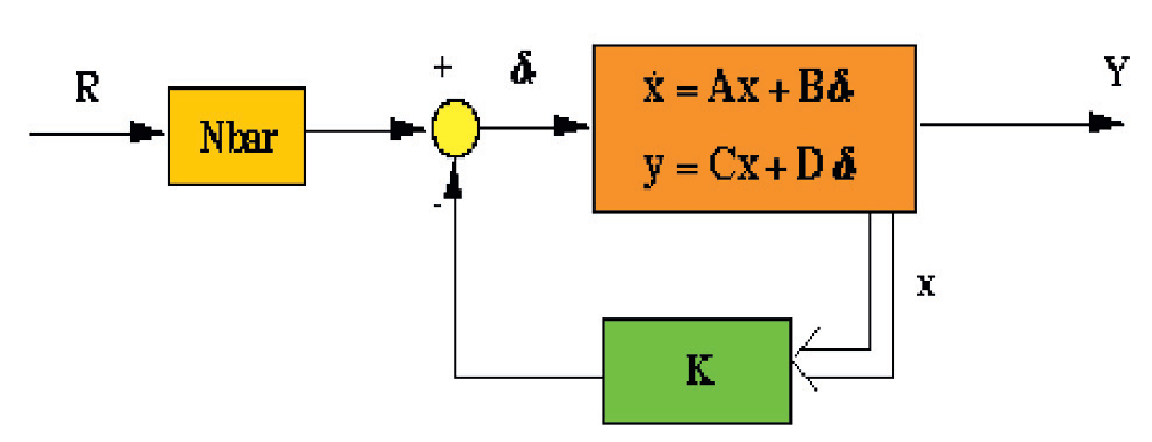 R
Nbar
+
-
δ
ẋ = Ax + Bδ
y = Cx + D δ
Y
x
K